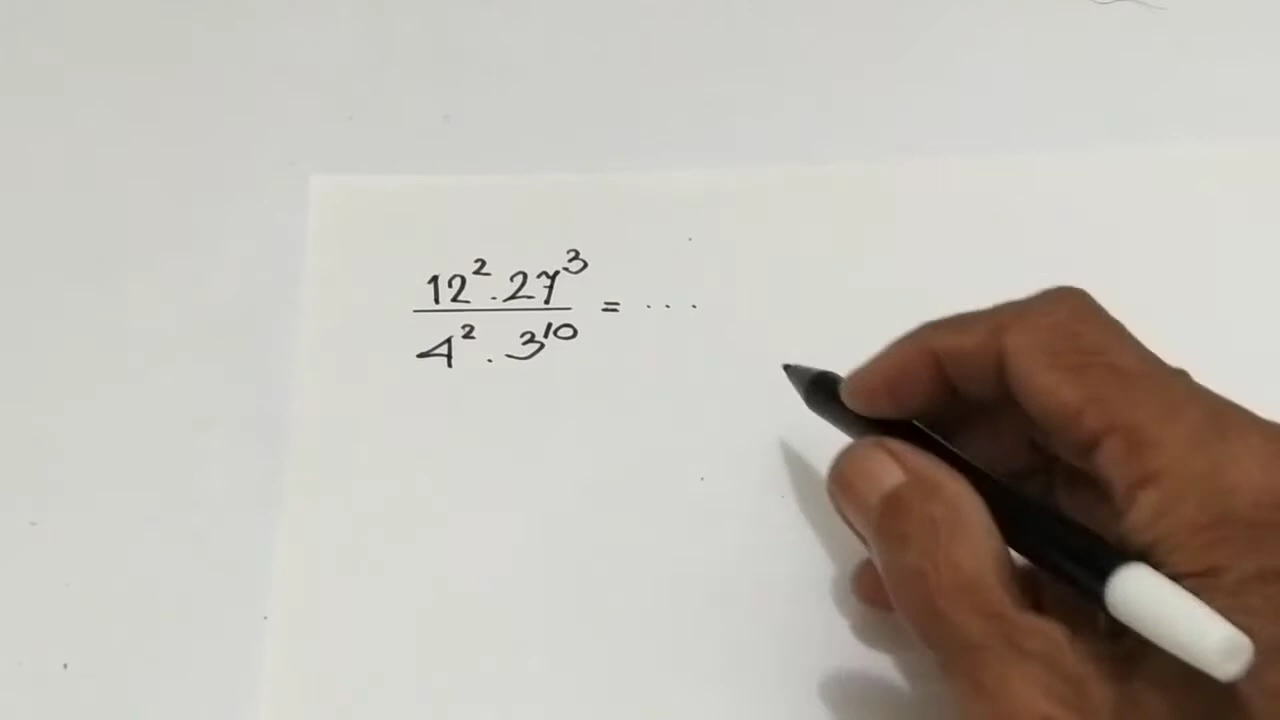 12² . 27³
4² . 3¹⁰ = ...